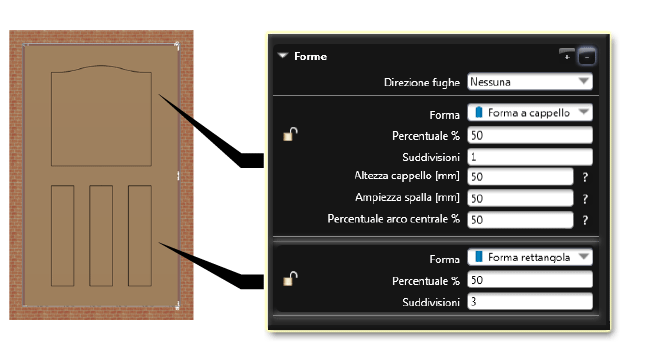 Forme + -
Direzione fughe Nessuna
Forma Forma a cappello
Percentuale % 50
Suddivisioni 1
Altezza cappello [mm] 50 ?
Ampiezza spalla [mm] 50 ?
Percentuale arco centrale % 50 ?
Forma Forma rettangola
Percentuale % 50
Suddivisioni 3